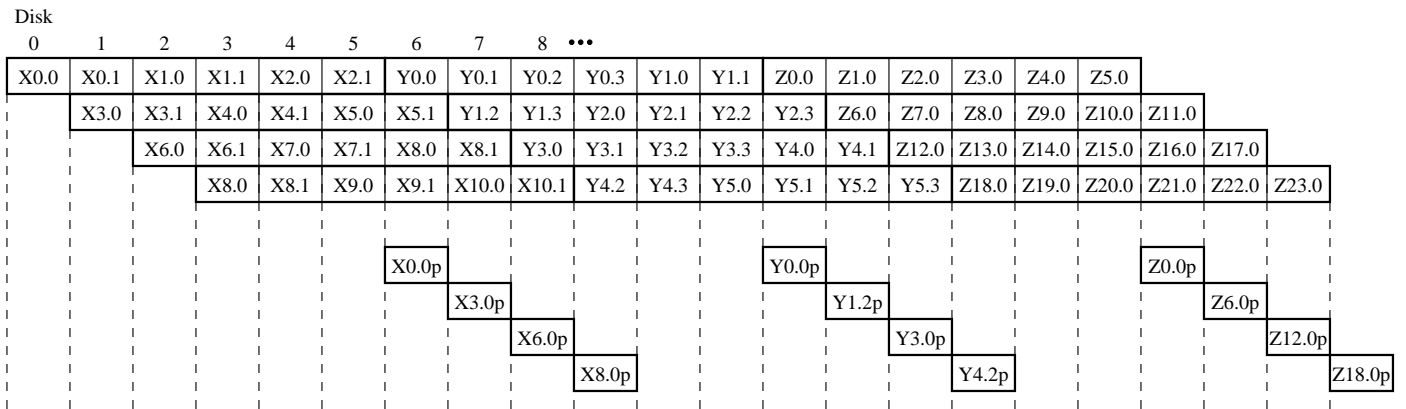 Disk
0 1 2 3 4 5 6 7 8 •••
X0.0 X0.1 X1.0 X1.1 X2.0 X2.1 Y0.0 Y0.1 Y0.2 Y0.3 Y1.0 Y1.1 Z0.0 Z1.0 Z2.0 Z3.0 Z4.0 Z5.0
X3.0 X3.1 X4.0 X4.1 X5.0 X5.1 Y1.2 Y1.3 Y2.0 Y2.1 Y2.2 Y2.3 Z6.0 Z7.0 Z8.0 Z9.0 Z10.0 Z11.0
X6.0 X6.1 X7.0 X7.1 X8.0 X8.1 Y3.0 Y3.1 Y3.2 Y3.3 Y4.0 Y4.1 Z12.0 Z13.0 Z14.0 Z15.0 Z16.0 Z17.0
X8.0 X8.1 X9.0 X9.1 X10.0 X10.1 Y4.2 Y4.3 Y5.0 Y5.1 Y5.2 Y5.3 Z18.0 Z19.0 Z20.0 Z21.0 Z22.0 Z23.0
X0.0p Y0.0p Z0.0p
X3.0p Y1.2p Z6.0p
X6.0p Y3.0p Z12.0p
X8.0p Y4.2p Z18.0p